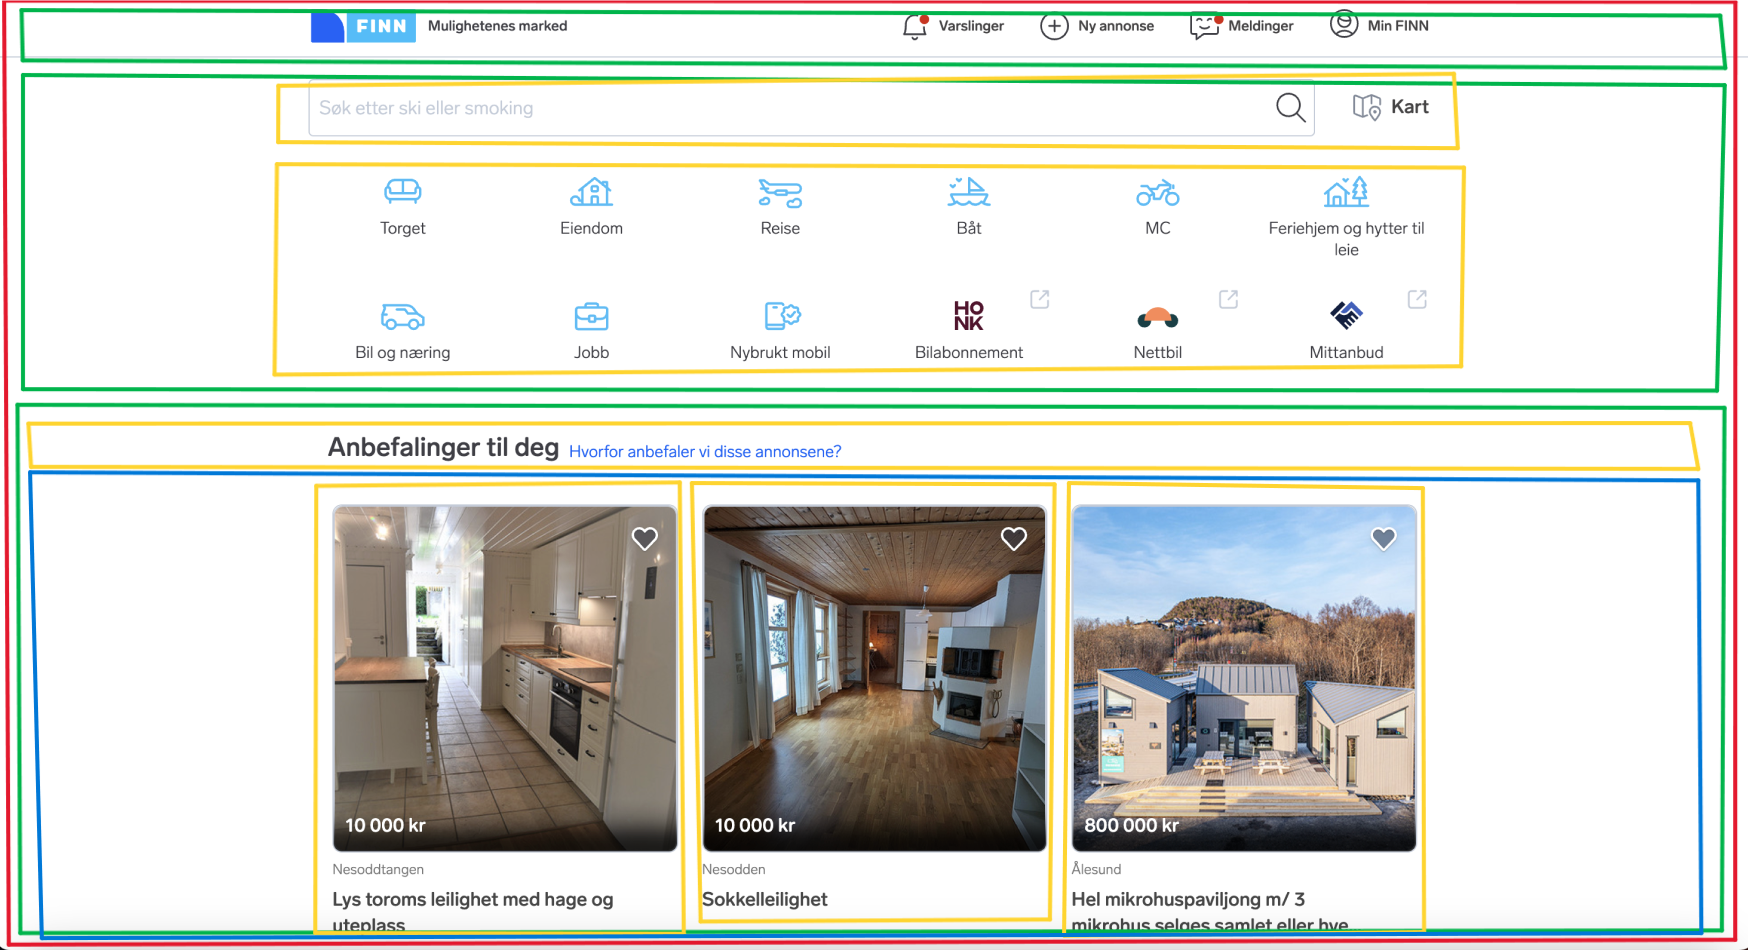 FINN Mulighetenes marked Varslinger Ny annonse Meldinger Min FINN
Søk etter ski eller smoking Kart
Torget Eiendom Reise Båt MC Feriehjem og hytter til
leie
HO
NK
Bil og næring Jobb Nybrukt mobil Bilabonnement Nettbil Mittanbud
Anbefalinger til deg Hvorfor anbefaler vi disse annonsene?
10 000 kr 10 000 kr 800 000 kr
Nesoddtangen Nesodden Ålesund
Lys toroms leilighet med hage og Sokkelleilighet Hel mikrohuspaviljong m/ 3
uteplass mikrohus selges samlet eller hve...